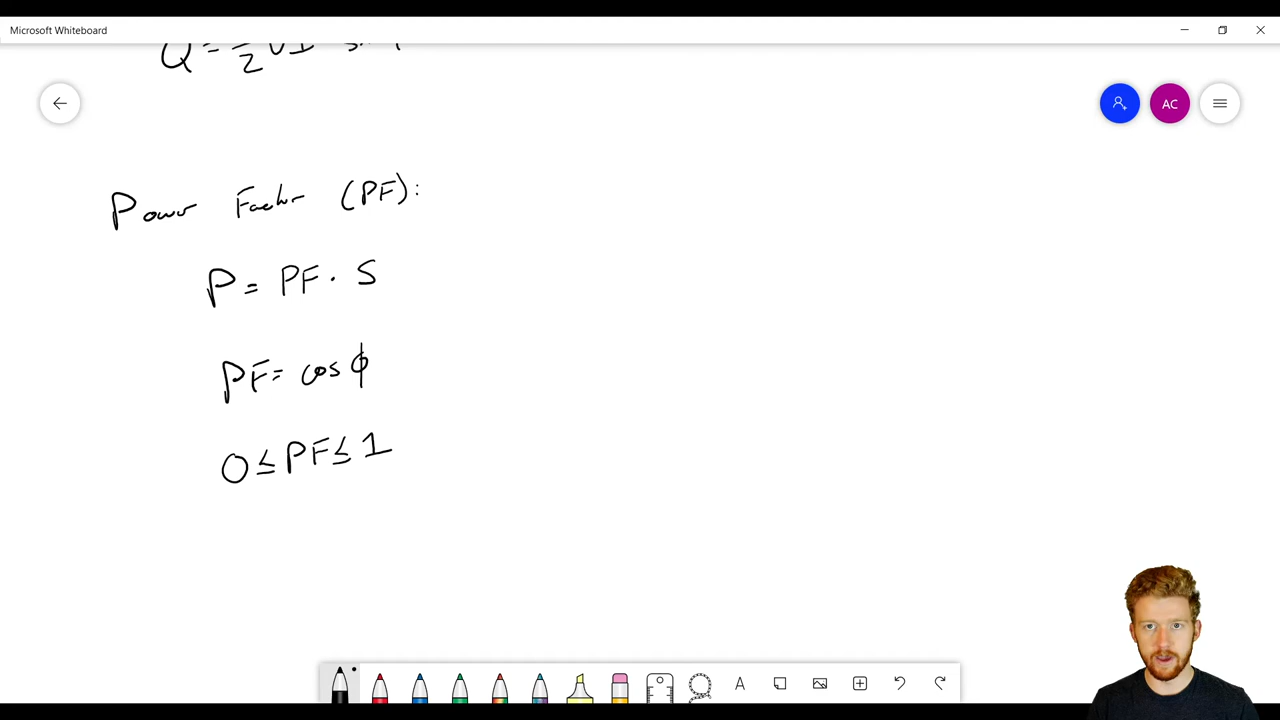 Microsoft Whiteboard
AC
Power Factor (PF):
P = PF · S
PF = cos ϕ
0 ≤ PF ≤ 1
A